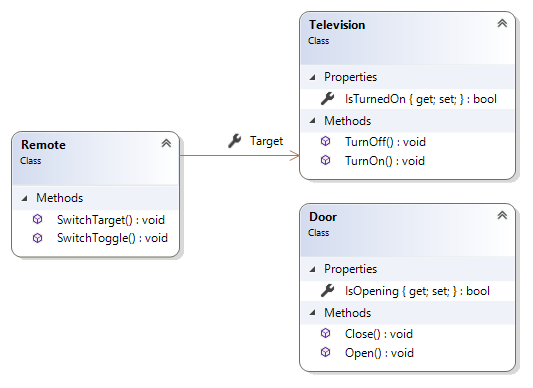 Remote
Class
Methods
SwitchTarget() : void
SwitchToggle() : void
Target
Television
Class
Properties
IsTurnedOn { get; set; } : bool
Methods
TurnOff() : void
TurnOn() : void
Door
Class
Properties
IsOpening { get; set; } : bool
Methods
Close() : void
Open() : void